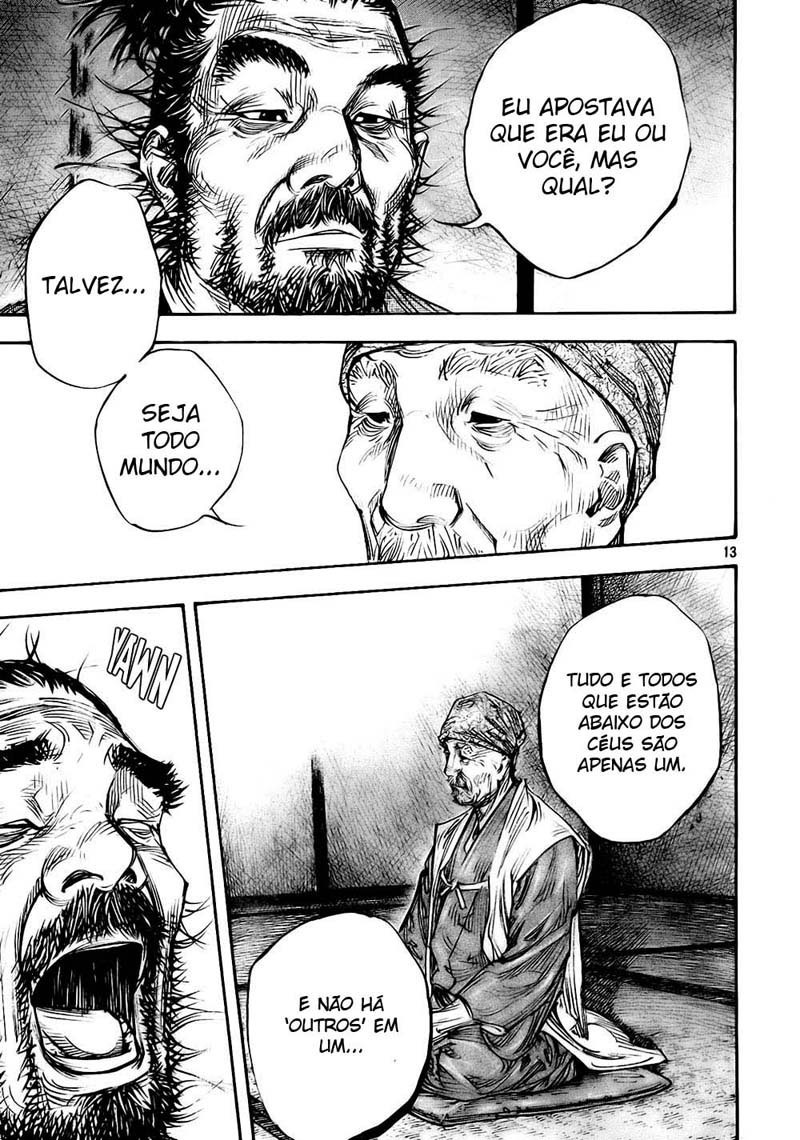 EU APOSTAVA
QUE ERA EU OU
VOCÊ, MAS
QUAL?
TALVEZ...
SEJA
TODO
MUNDO...
13
TUDO E TODOS
QUE ESTÃO
ABAIXO DOS
CÉUS SÃO
APENAS UM.
E NÃO HÁ
'OUTROS' EM
UM...
YAWN